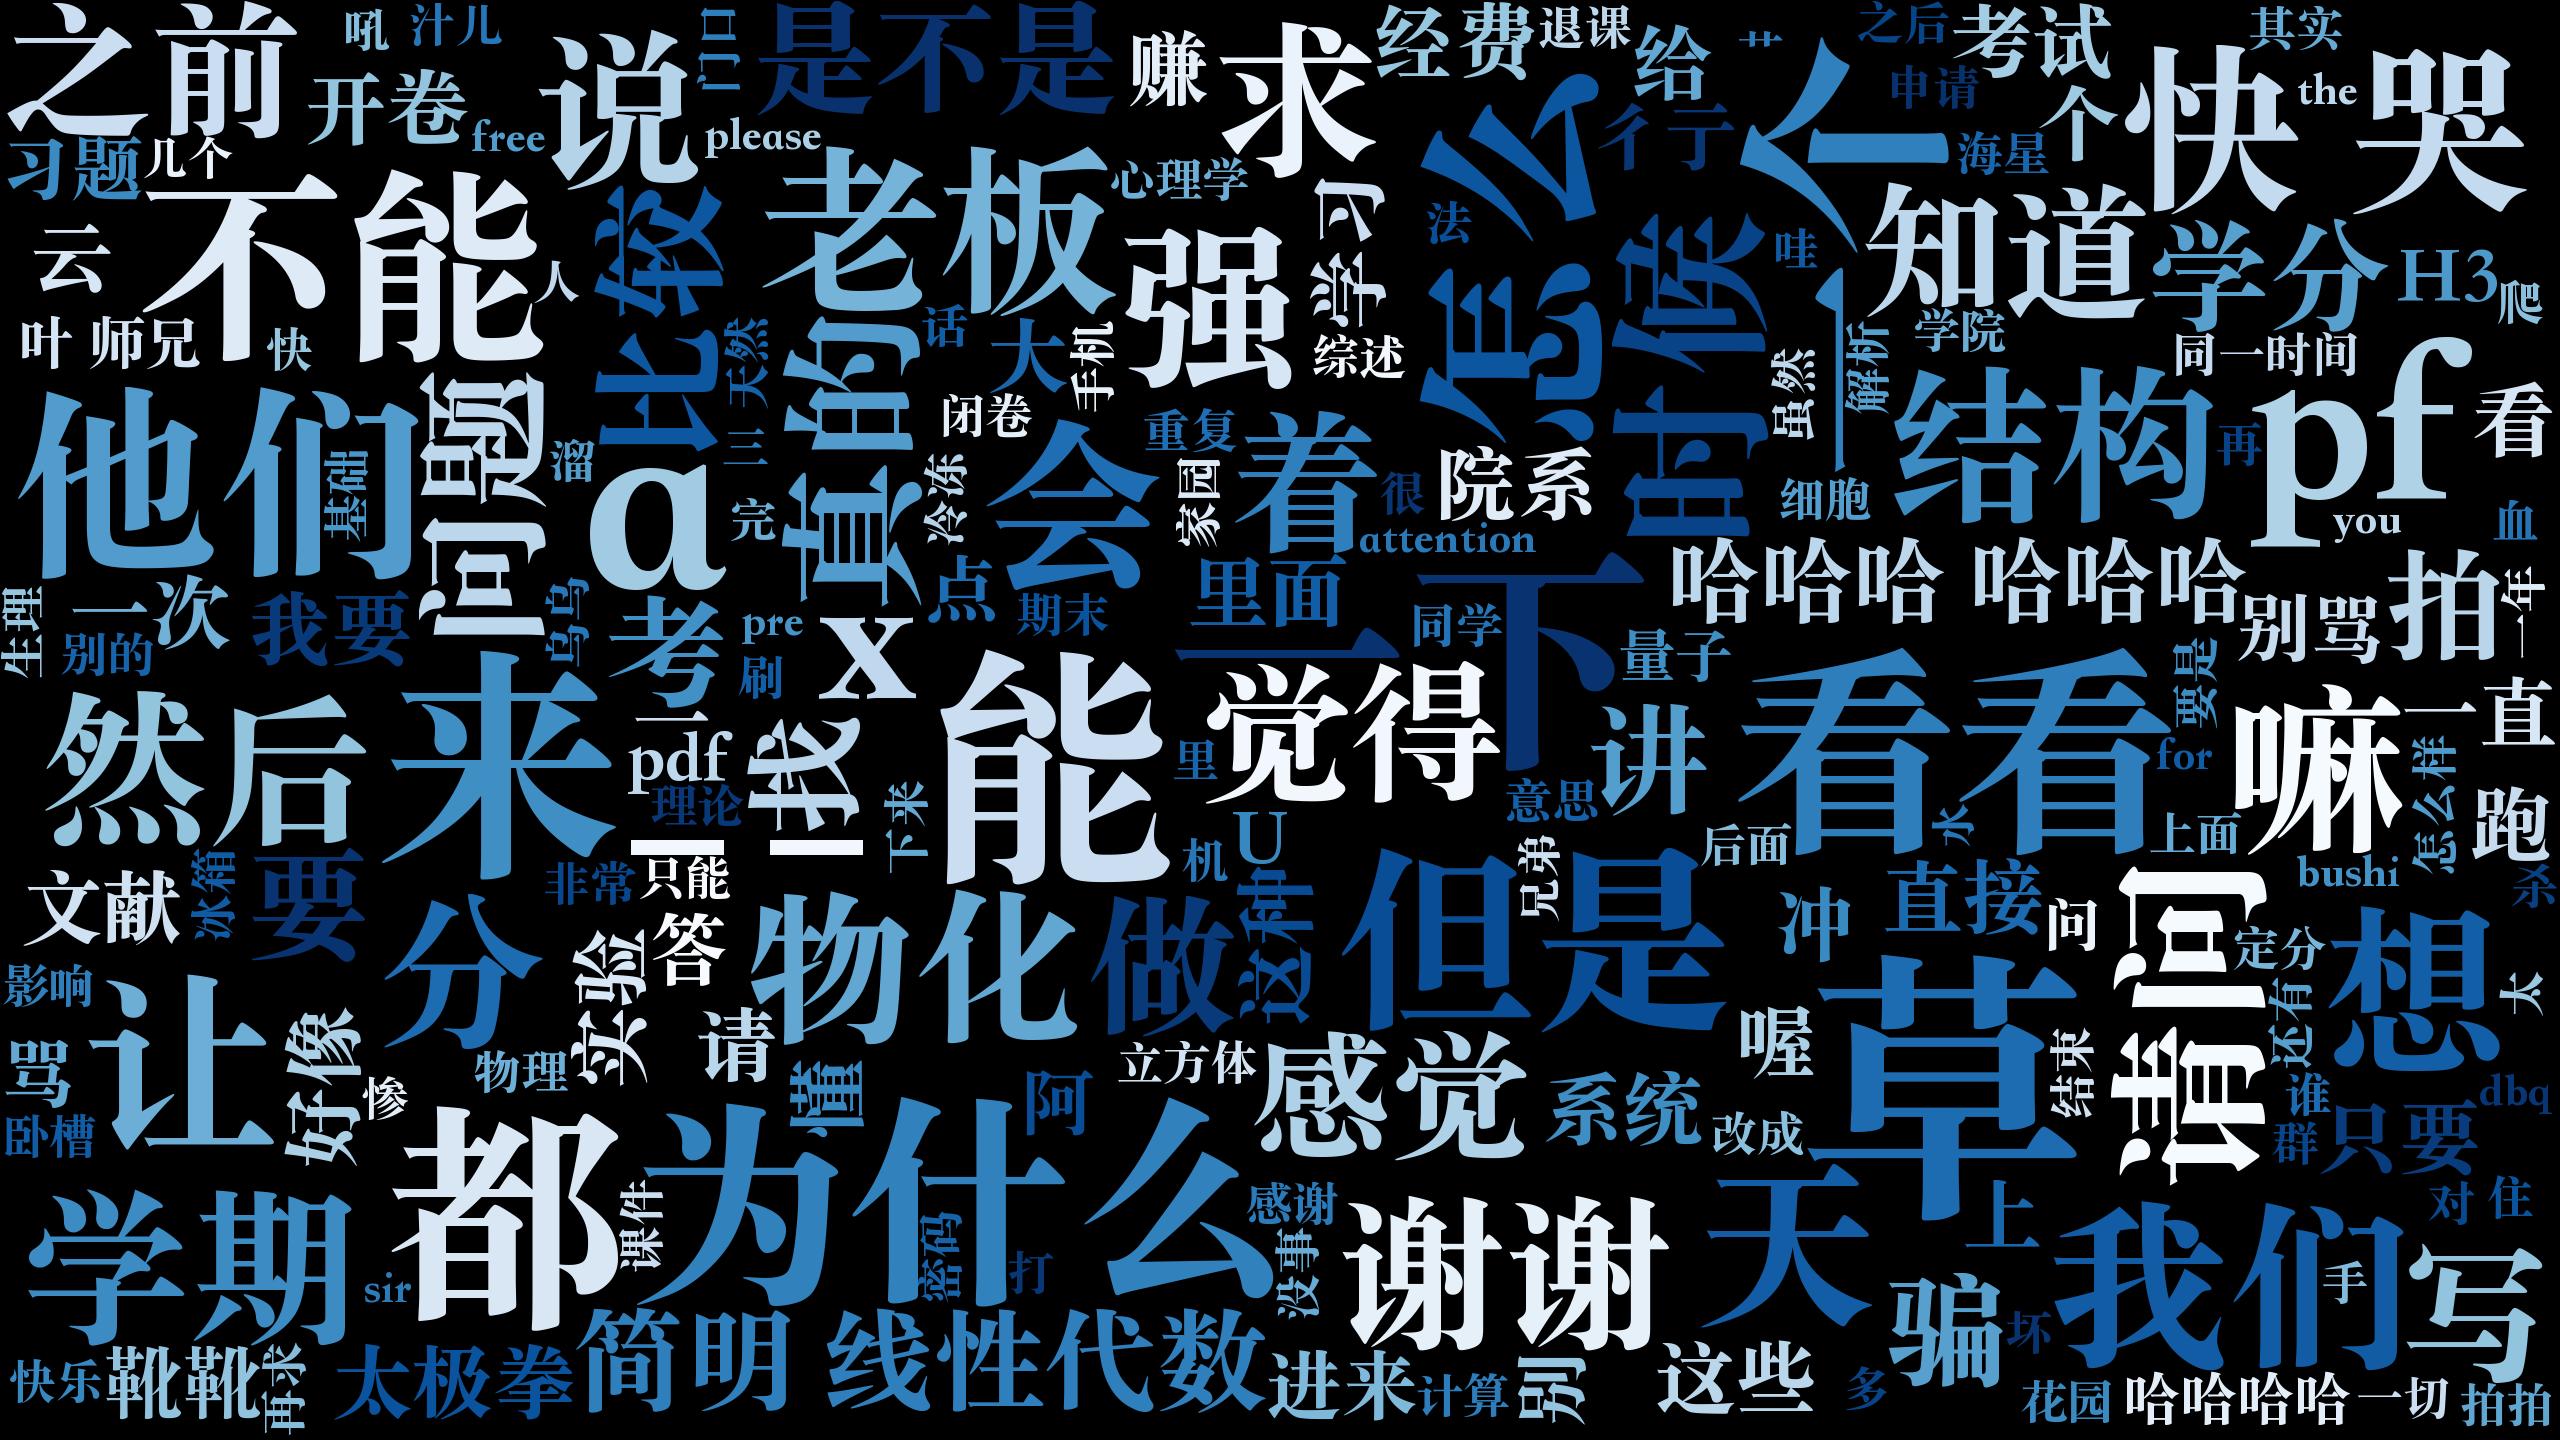 之前
吼
汁儿
说
门口
是不是
赚
求
经费
退课
给
艹
之后
考试
其实
开卷
free
please
怎么
彳亍
一个
申请
个
快哭
the
习题
几个
老板
心理学
海星
不能
云
人
比较
强
学习
法
时候
哇
知道
学分
H3
爬
叶师兄
快
天然
真的
话
大
手机
综述
虽然
解析
学院
同一时间
他们
基础
问题
溜
α
三
完
闭卷
冷冻
会
重复
家园
着
很
院系
attention
细胞
结构
再
pf
看
you
血
生理
一次
别的
我要
号号
考
pre
刷
x
点
期末
里面
一下
同学
量子
哈哈哈
哈哈哈
别骂
拍
一年
然后
来
一
pdf
理论
我
下来
能
里
觉得
意思
讲
看看
要是
for
水
上面
嘛
一直
怎么样
跑
文献
冰箱
要
非常
只能
机
U
这种
兄弟
后面
bushi
杀
影响
分
实验
答
物化
做
但是
冲
直接
问
请问
定分
想
还有
太
让
骂
好像
惨
物理
请
懂
阿
立方体
感觉
系统
喔
改成
草
结束
谁
群
只要
dbq
卧槽
学期
sir
都
课件
为什么
密码
打
感谢
没事
谢谢
天
上
骗
坏
我们
手
对
住
写
快乐
靴靴
再求
太极拳
简明
线性代数
进来
计算
别
这些
多
花园
哈哈哈哈
一切
拍拍